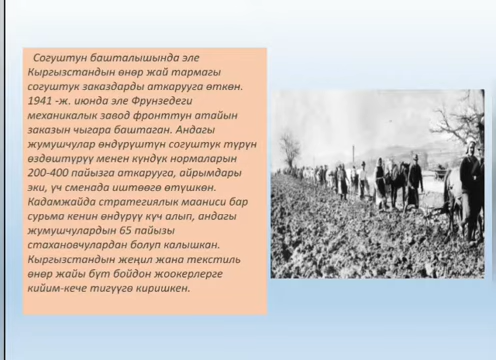 Согуштун башталышында эле
Кыргызстандын өнөр жай тармагы
согуштук заказдарды аткарууга өткөн.
1941 -ж. июнда эле Фрунзедеги
механикалык завод фронттун атайын
заказын чыгара баштаган. Андагы
жумушчулар өндүрүштүн согуштук түрүн
өздөштүрүү менен күндүк нормаларын
200-400 пайызга аткарууга, айрымдары
эки, үч сменада иштөөгө өтүшкөн.
Кадамжайда стратегиялык мааниси бар
сурьма кенин өндүрүү күч алып, андагы
жумушчулардын 65 пайызы
стахановчулардан болуп калышкан.
Кыргызстандын жеңил жана текстиль
өнөр жайы бүт бойдон жоокерлерге
кийим-кече тигүүгө киришкен.